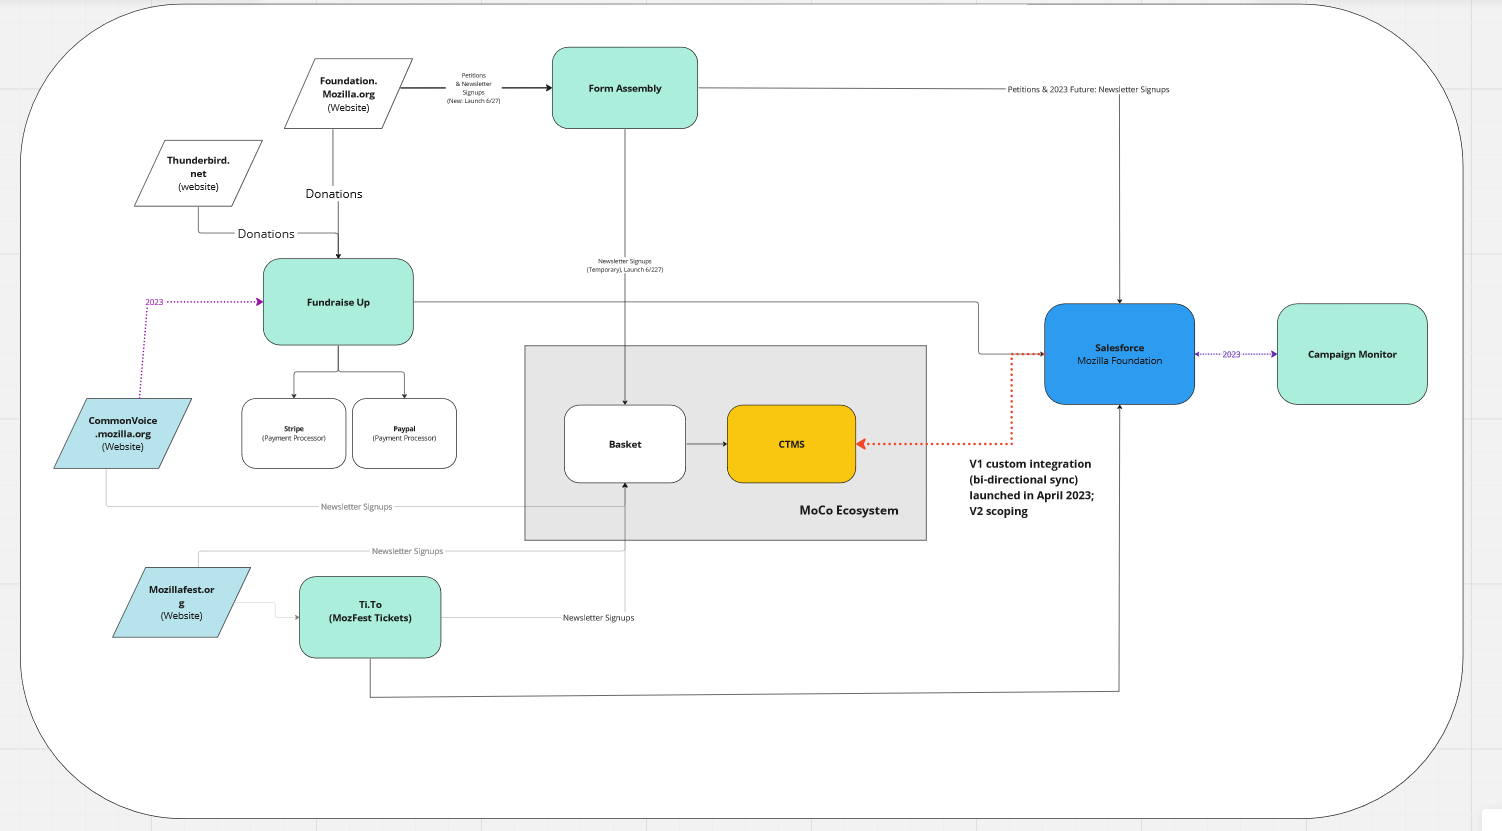 Foundation.
Mozilla.org
(Website)
Petitions
& Newsletter
Signups
(New: Launch 6/27)
Form Assembly
Petitions & 2023 Future: Newsletter Signups
Thunderbird.
net
(website)
Donations
Donations
Newsletter Signups
(Temporary), Launch 6/227)
2023
Fundraise Up
Salesforce
Mozilla Foundation
2023
Campaign Monitor
CommonVoice
.mozilla.org
(Website)
Stripe
(Payment Processor)
Paypal
(Payment Processor)
Basket
CTMS
V1 custom integration
(bi-directional sync)
launched in April 2023;
V2 scoping
MoCo Ecosystem
Newsletter Signups
Newsletter Signups
Mozillafest.or
g
(Website)
Ti.To
(MozFest Tickets)
Newsletter Signups